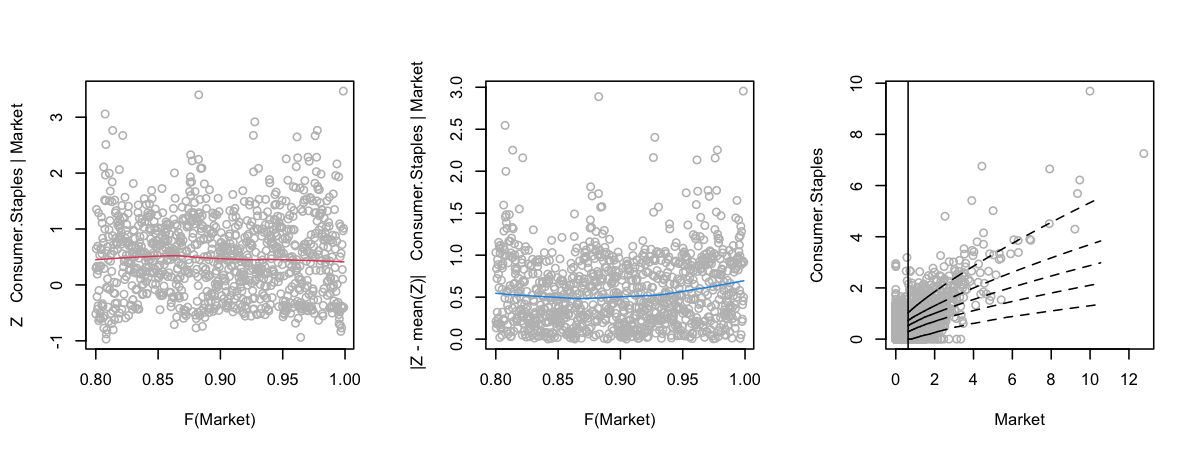 Z   Consumer.Staples | Market
3
2
1
0
-1
0.80 0.85 0.90 0.95 1.00
F(Market)
|Z - mean(Z)|   Consumer.Staples | Market
3.0
2.5
2.0
1.5
1.0
0.5
0.0
0.80 0.85 0.90 0.95 1.00
F(Market)
Consumer.Staples
10
8
6
4
2
0
0 2 4 6 8 10 12
Market